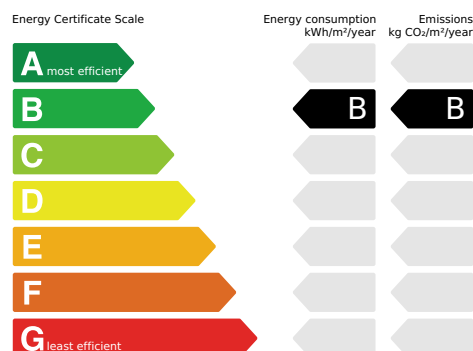 Energy Certificate Scale
Energy consumption
kWh/m²/year
Emissions
kg CO₂/m²/year
A most efficient
B B B
C
D
E
F
G least efficient